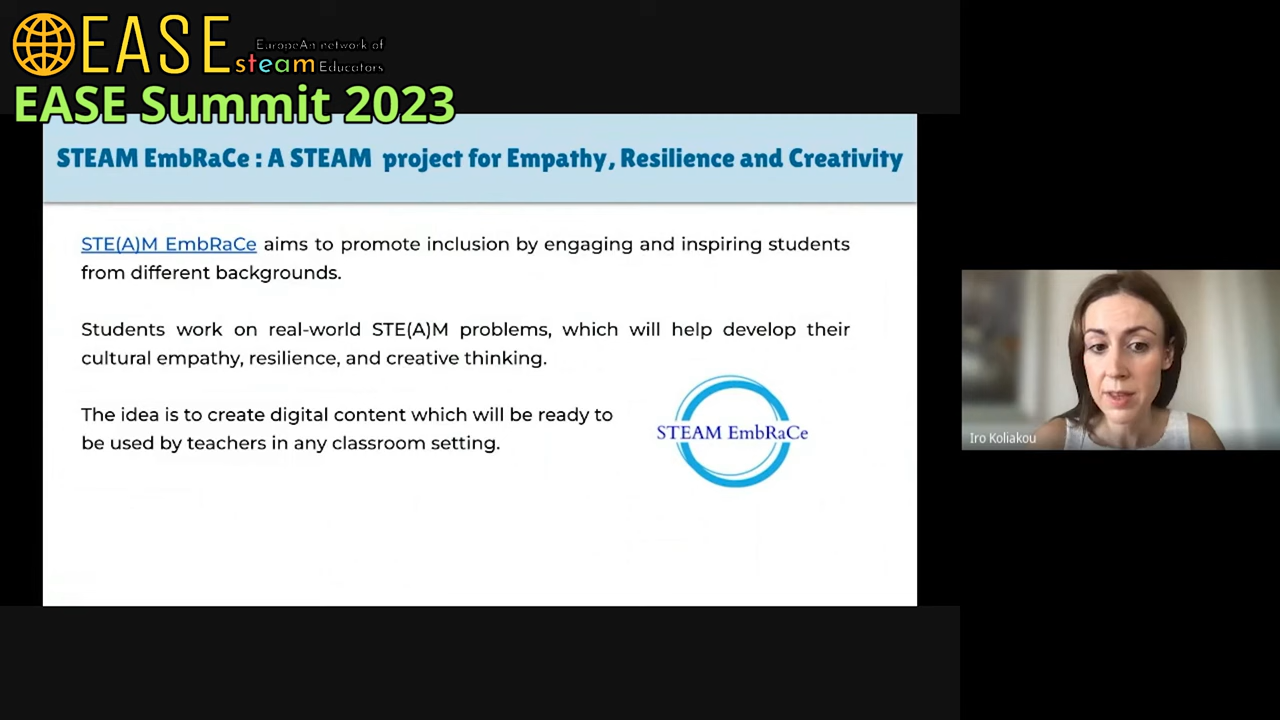 EASE
EuropeAn network of
steam Educators
EASE Summit 2023
STEAM EmbRaCe : A STEAM project for Empathy, Resilience and Creativity
STE(A)M EmbRaCe aims to promote inclusion by engaging and inspiring students
from different backgrounds.
Students work on real-world STE(A)M problems, which will help develop their
cultural empathy, resilience, and creative thinking.
The idea is to create digital content which will be ready to
be used by teachers in any classroom setting.
STEAM EmbRaCe
Iro Koliakou